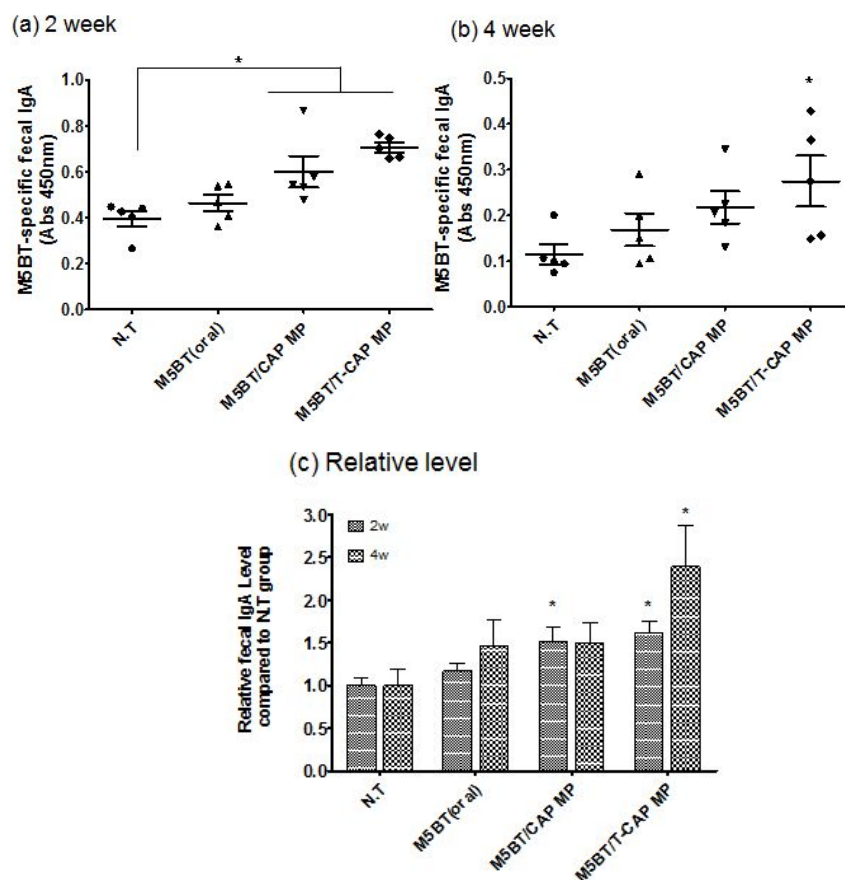 (a) 2 week
*
M5BT-specific fecal IgA
(Abs 450nm)
1.0
0.8
0.6
0.4
0.2
0.0
N.T
M5BT(oral)
M5BT/CAP MP
M5BT/T-CAP MP
(b) 4 week
*
M5BT-specific fecal IgA
(Abs 450nm)
0.5
0.4
0.3
0.2
0.1
0.0
N.T
M5BT(oral)
M5BT/CAP MP
M5BT/T-CAP MP
(c) Relative level
Relative fecal IgA Level
compared to N.T group
3.0
2.5
2.0
1.5
1.0
0.5
0.0
2w
4w
*
*
*
N.T
M5BT(oral)
M5BT/CAP MP
M5BT/T-CAP MP